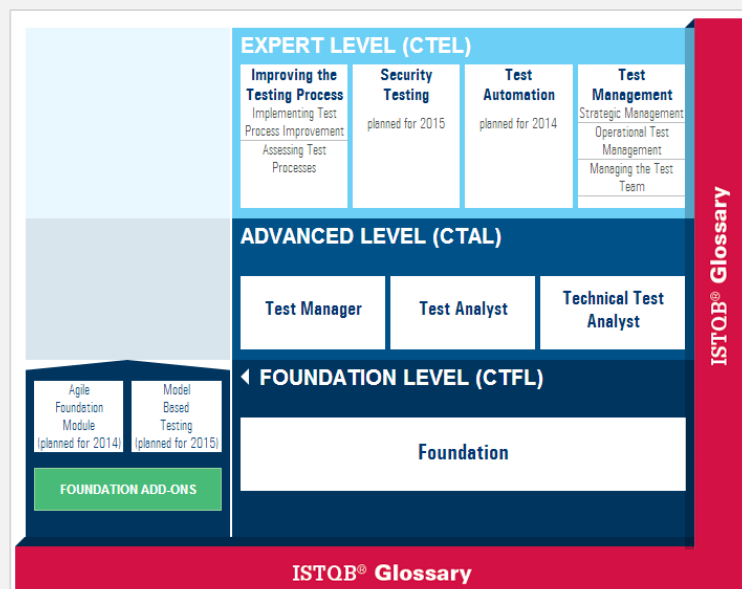 EXPERT LEVEL (CTEL)
Improving the
Testing Process
Implementing Test
Process Improvement
Assessing Test
Processes
Security
Testing
planned for 2015
Test
Automation
planned for 2014
Test
Management
Strategic Management
Operational Test
Management
Managing the Test
Team
ADVANCED LEVEL (CTAL)
Test Manager
Test Analyst
Technical Test
Analyst
FOUNDATION LEVEL (CTFL)
Foundation
Agile
Foundation
Module
(planned for 2014)
Model
Based
Testing
(planned for 2015)
FOUNDATION ADD-ONS
ISTQB® Glossary
ISTQB® Glossary